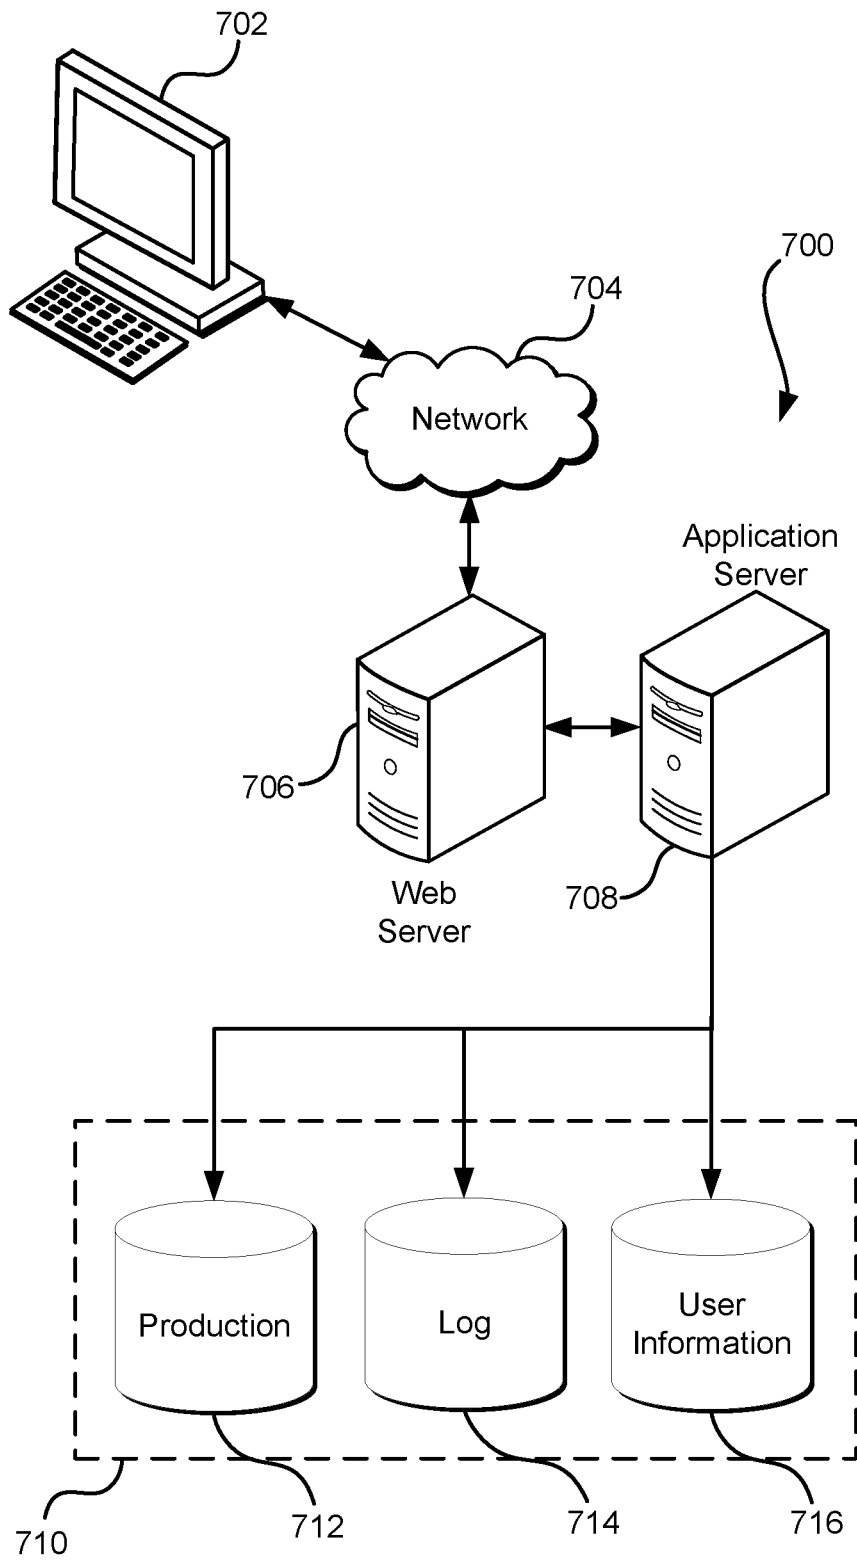 702
700
704
Network
Application
Server
706
708
Web
Server
Production
Log
User
Information
710
712
714
716